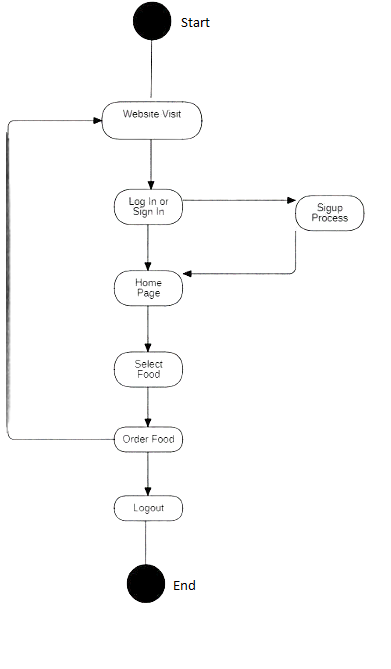 Start
Website Visit
Log In or
Sign In
Sigup
Process
Home
Page
Select
Food
Order Food
Logout
End